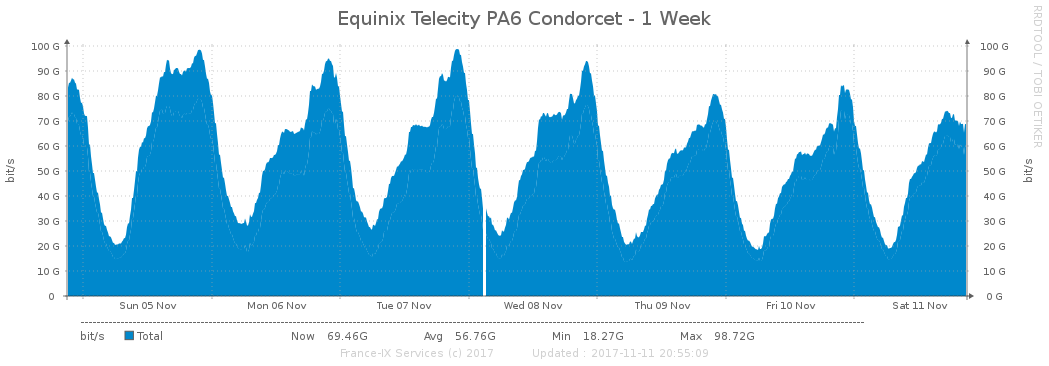 Equinix Telecity PA6 Condorcet - 1 Week
RRDTOOL / TOBI OETIKER
bit/s
100 G 100 G
90 G 90 G
80 G 80 G
70 G 70 G
60 G 60 G
50 G 50 G
40 G 40 G
30 G 30 G
20 G 20 G
10 G 10 G
0 0 G
bit/s
Sun 05 Nov Mon 06 Nov Tue 07 Nov Wed 08 Nov Thu 09 Nov Fri 10 Nov Sat 11 Nov
bit/s Total Now 69.46G Avg 56.76G Min 18.27G Max 98.72G
France-IX Services (c) 2017 Updated : 2017-11-11 20:55:09